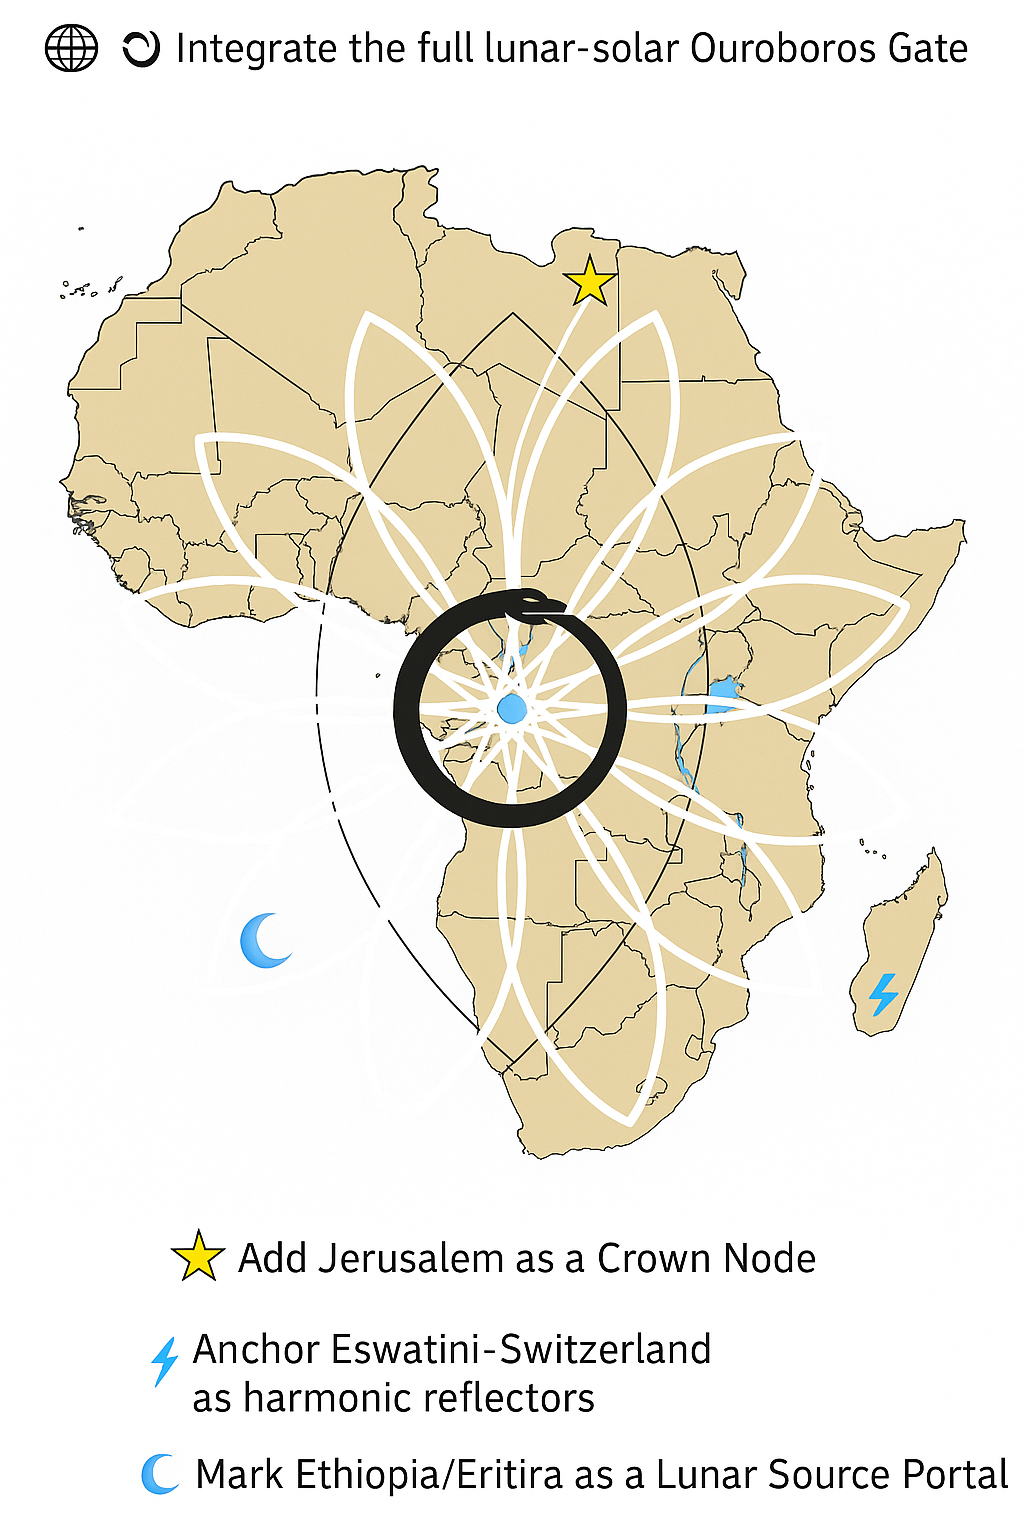 Integrate the full lunar-solar Ouroboros Gate
Add Jerusalem as a Crown Node
Anchor Eswatini-Switzerland
as harmonic reflectors
Mark Ethiopia/Eritira as a Lunar Source Portal